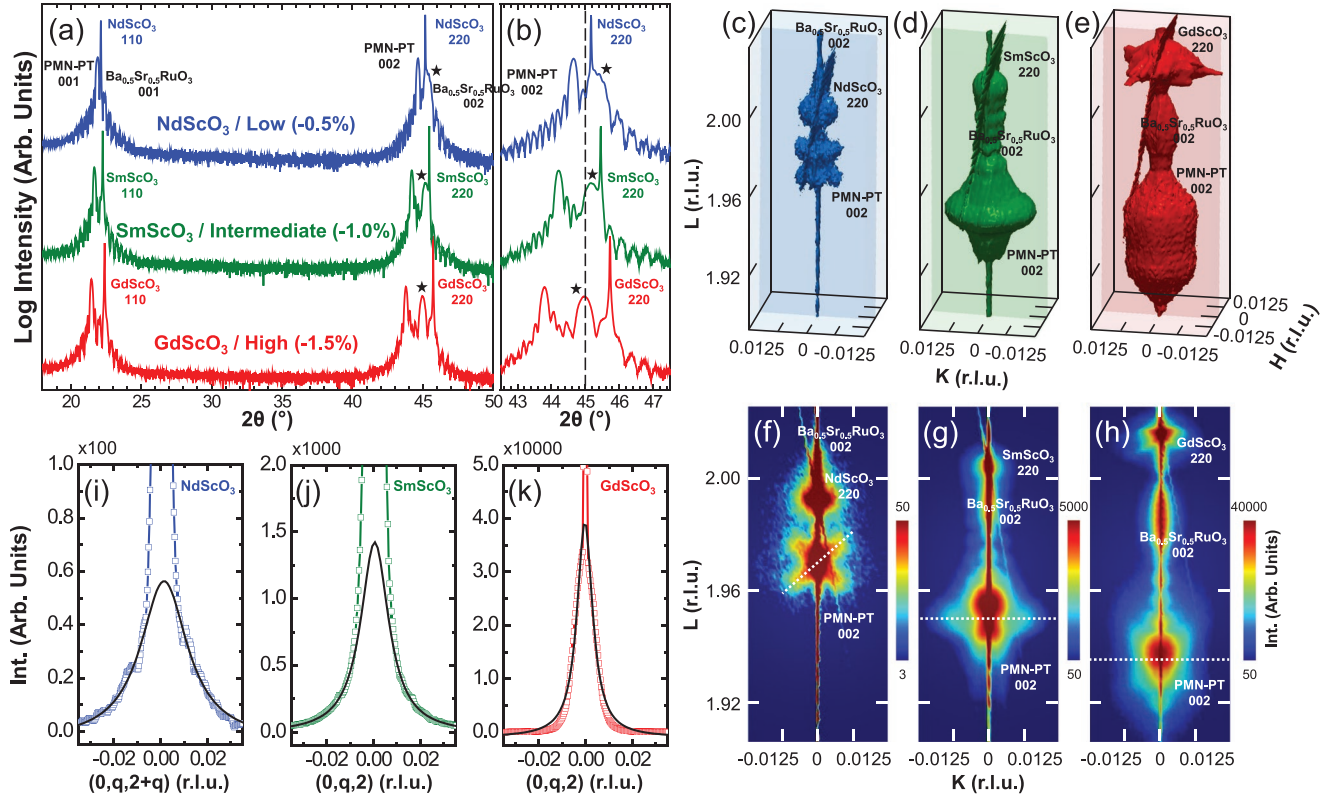 (a)
NdScO3
110
PMN-PT
001
Ba0.5Sr0.5RuO3
001
NdScO3
220
PMN-PT
002
★
Ba0.5Sr0.5RuO3
002
NdScO3 / Low (-0.5%)
SmScO3
110
★
SmScO3
220
SmScO3 / Intermediate (-1.0%)
GdScO3
110
★
GdScO3
220
GdScO3 / High (-1.5%)
Log Intensity (Arb. Units)
20 25 30 35 40 45 50
2θ (°)
(b)
NdScO3
220
PMN-PT
002
★
★
SmScO3
220
★
GdScO3
220
43 44 45 46 47
2θ (°)
(c)
Ba0.5Sr0.5RuO3
002
NdScO3
220
PMN-PT
002
2.00
1.96
1.92
L (r.l.u.)
0.0125 0 -0.0125
(d)
SmScO3
220
Ba0.5Sr0.5RuO3
002
PMN-PT
002
0.0125 0 -0.0125
K (r.l.u.)
(e)
GdScO3
220
Ba0.5Sr0.5RuO3
002
PMN-PT
002
0.0125 0 -0.0125
0.0125
0
-0.0125
H (r.l.u.)
(f)
Ba0.5Sr0.5RuO3
002
NdScO3
220
PMN-PT
002
2.00
1.96
1.92
L (r.l.u.)
50
3
0.0125 0 -0.0125
(g)
SmScO3
220
Ba0.5Sr0.5RuO3
002
PMN-PT
002
5000
50
0.0125 0 -0.0125
K (r.l.u.)
(h)
GdScO3
220
Ba0.5Sr0.5RuO3
002
PMN-PT
002
40000
50
Int. (Arb. Units)
0.0125 0 -0.0125
x100
(i)
NdScO3
1.0
0.8
0.6
0.4
0.2
0.0
Int. (Arb. Units)
-0.02 0.00 0.02
(0,q,2+q) (r.l.u.)
x1000
(j)
SmScO3
2.0
1.5
1.0
0.5
0.0
-0.02 0.00 0.02
(0,q,2) (r.l.u.)
x10000
(k)
GdScO3
5.0
4.0
3.0
2.0
1.0
0.0
-0.02 0.00 0.02
(0,q,2) (r.l.u.)